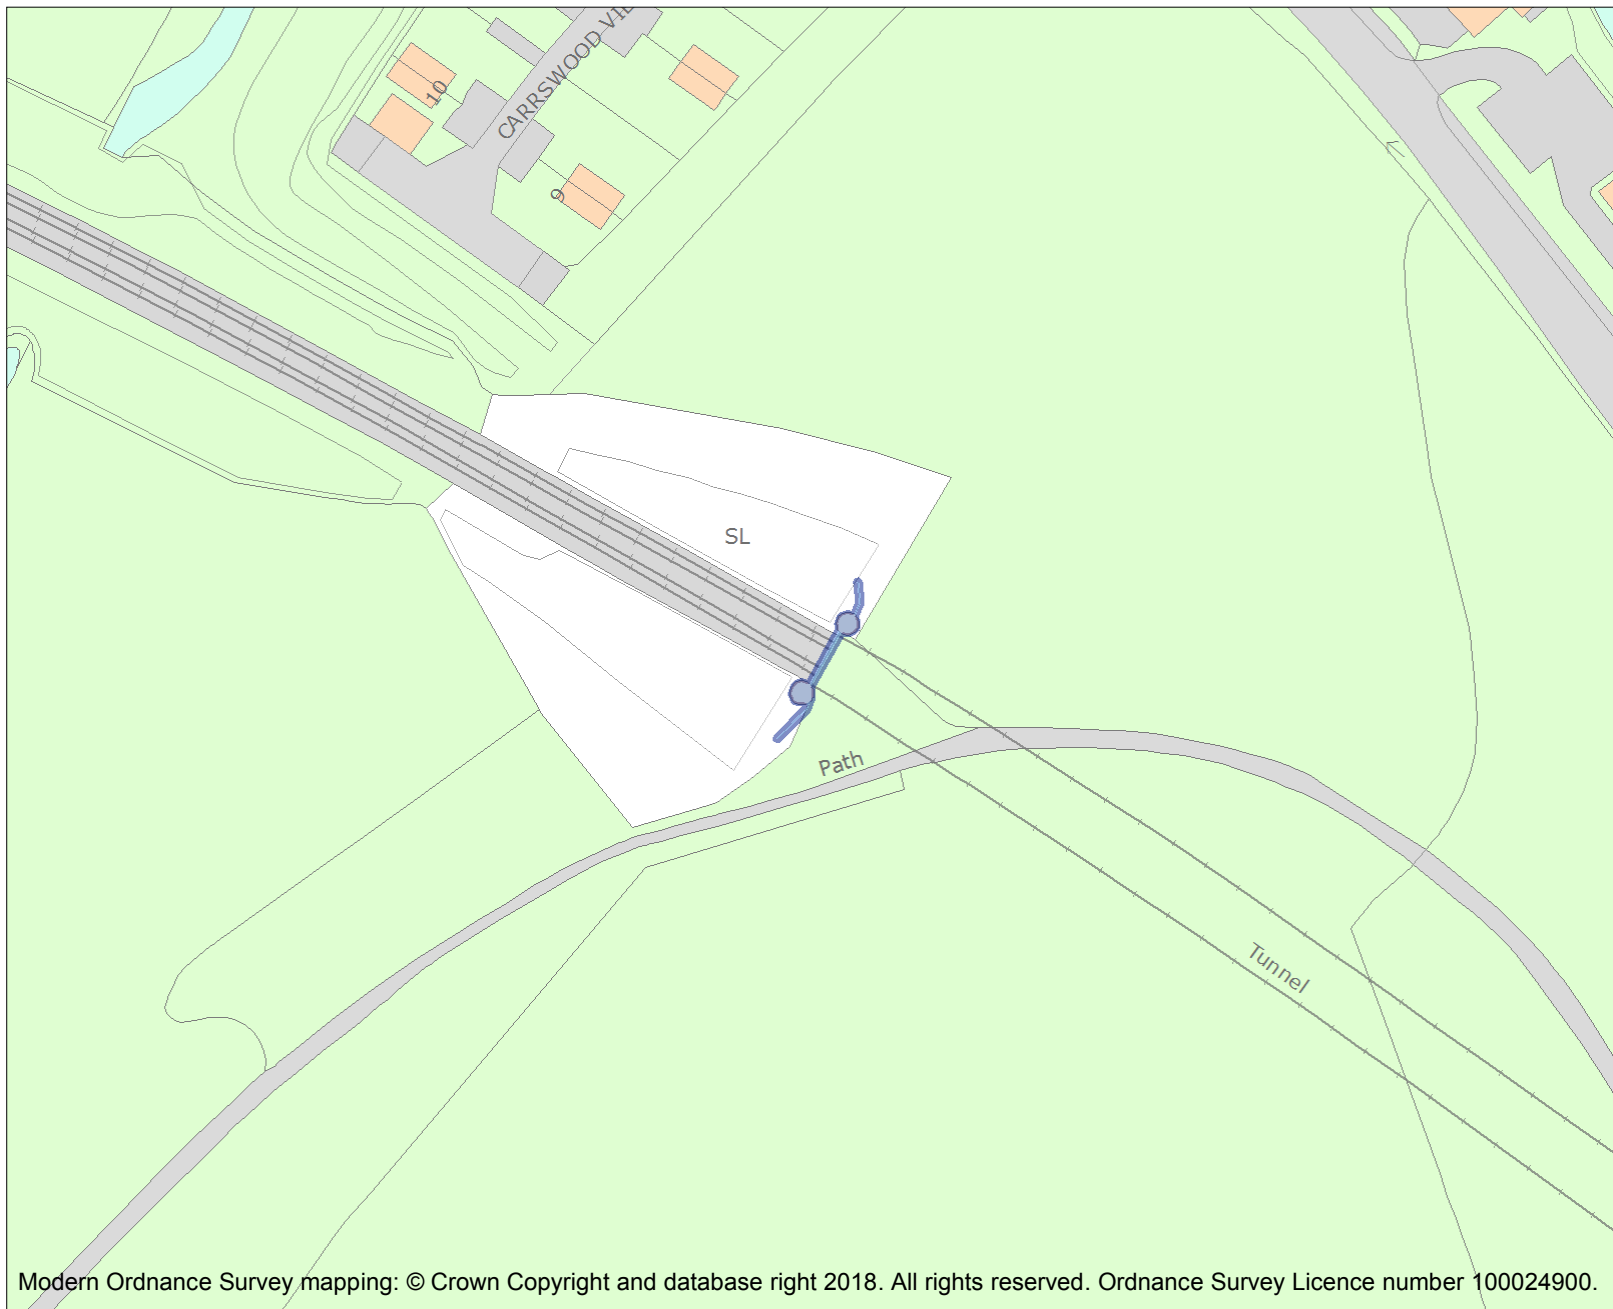 CARRSWOOD VIE
10
9
SL
Path
Tunnel
Modern Ordnance Survey mapping: © Crown Copyright and database right 2018. All rights reserved. Ordnance Survey Licence number 100024900.